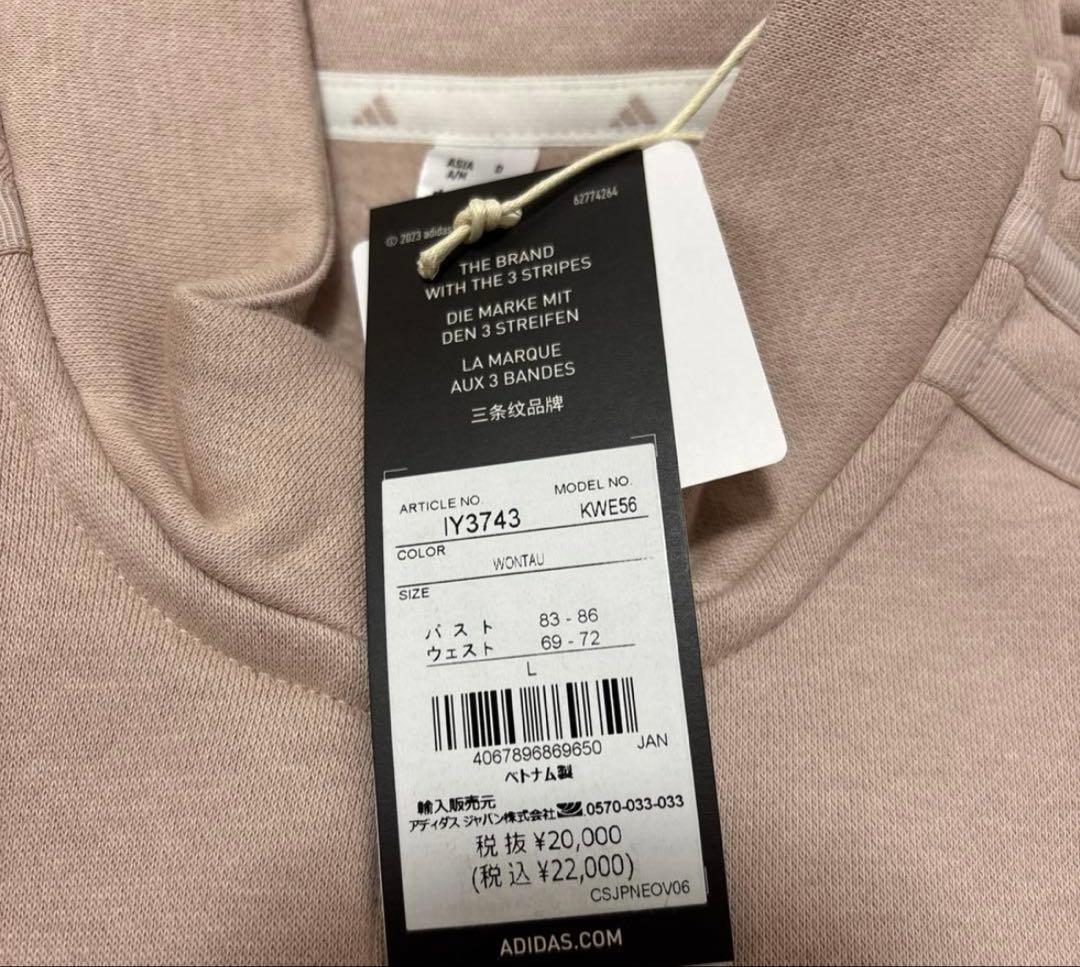 ASIA
A/M
D
© 2023 adidas
62774264
THE BRAND
WITH THE 3 STRIPES
DIE MARKE MIT
DEN 3 STREIFEN
LA MARQUE
AUX 3 BANDES
三条纹品牌
ARTICLE NO.
MODEL NO.
IY3743
KWE56
COLOR
WONTAU
SIZE
バスト 83 - 86
ウェスト 69 - 72
L
4067896869650
JAN
ベトナム製
輸入販売元
アディダス ジャパン株式会社 0570-033-033
税抜 ¥20,000
(税込 ¥22,000)
CSJPNEOV06
ADIDAS.COM